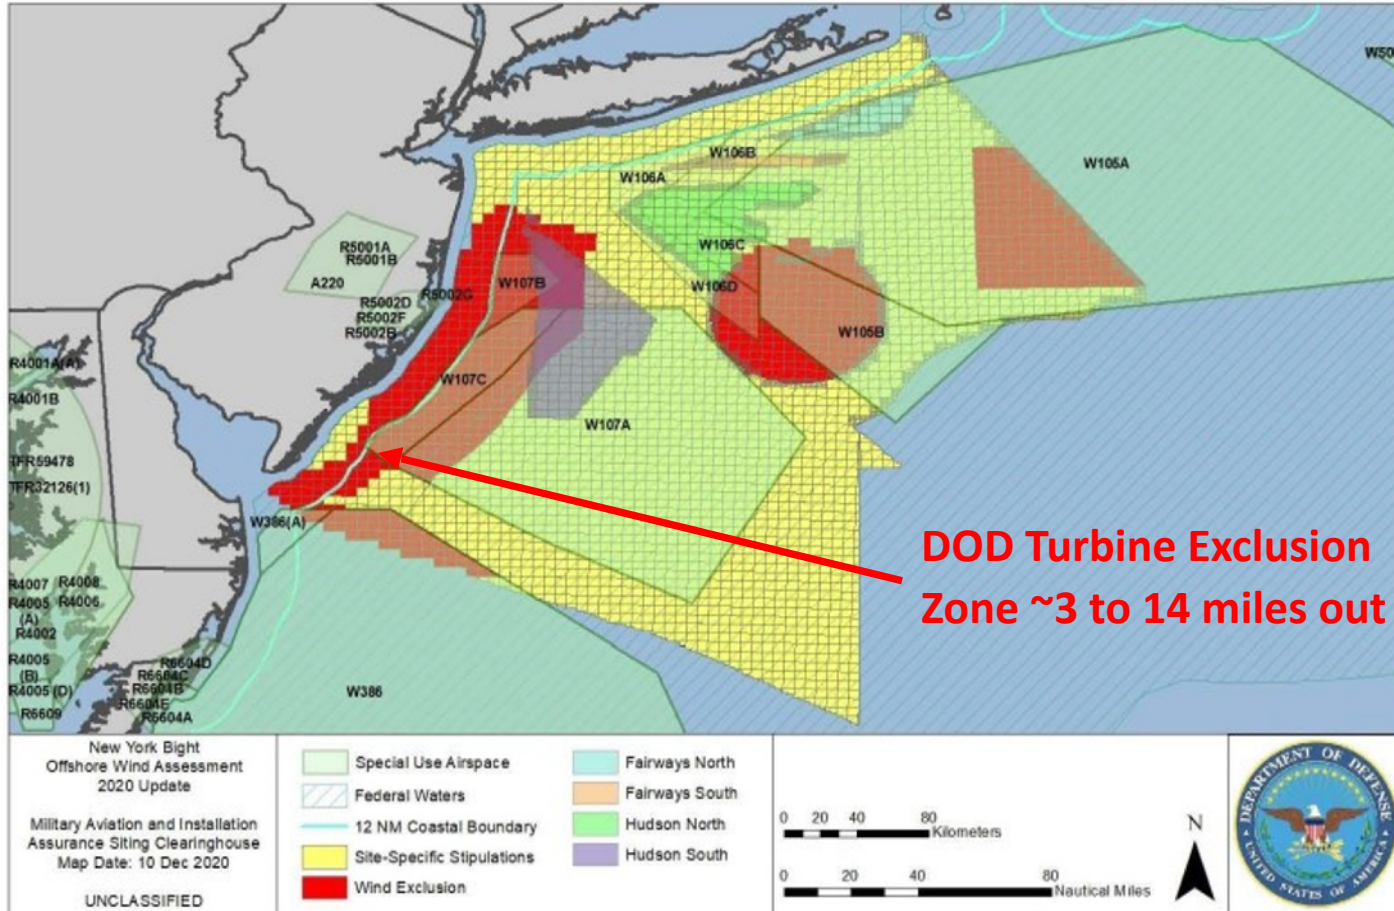 W50
W106B
W105A
W106A
R5001A
R5001B
W106C
A220
W107B
W106D
R5002G
R5002D
R5002F
R5002B
W105B
R4001A(A)
W107C
R4001B
W107A
TFR59478
TFR32126(1)
W386(A)
DOD Turbine Exclusion
Zone ~3 to 14 miles out
R4007
R4008
R4005
(A)
R4006
R4002
R4005
(B)
R6604D
R6604C
R4005 (D)
R6604B
W386
R6604E
R6609
R6604A
New York Bight
Offshore Wind Assessment
2020 Update
Military Aviation and Installation
Assurance Siting Clearinghouse
Map Date: 10 Dec 2020
UNCLASSIFIED
Special Use Airspace
Federal Waters
12 NM Coastal Boundary
Site-Specific Stipulations
Wind Exclusion
Fairways North
Fairways South
Hudson North
Hudson South
0 20 40 80
Kilometers
0 20 40 80
Nautical Miles
N
DEPARTMENT OF DEFENSE
UNITED STATES OF AMERICA